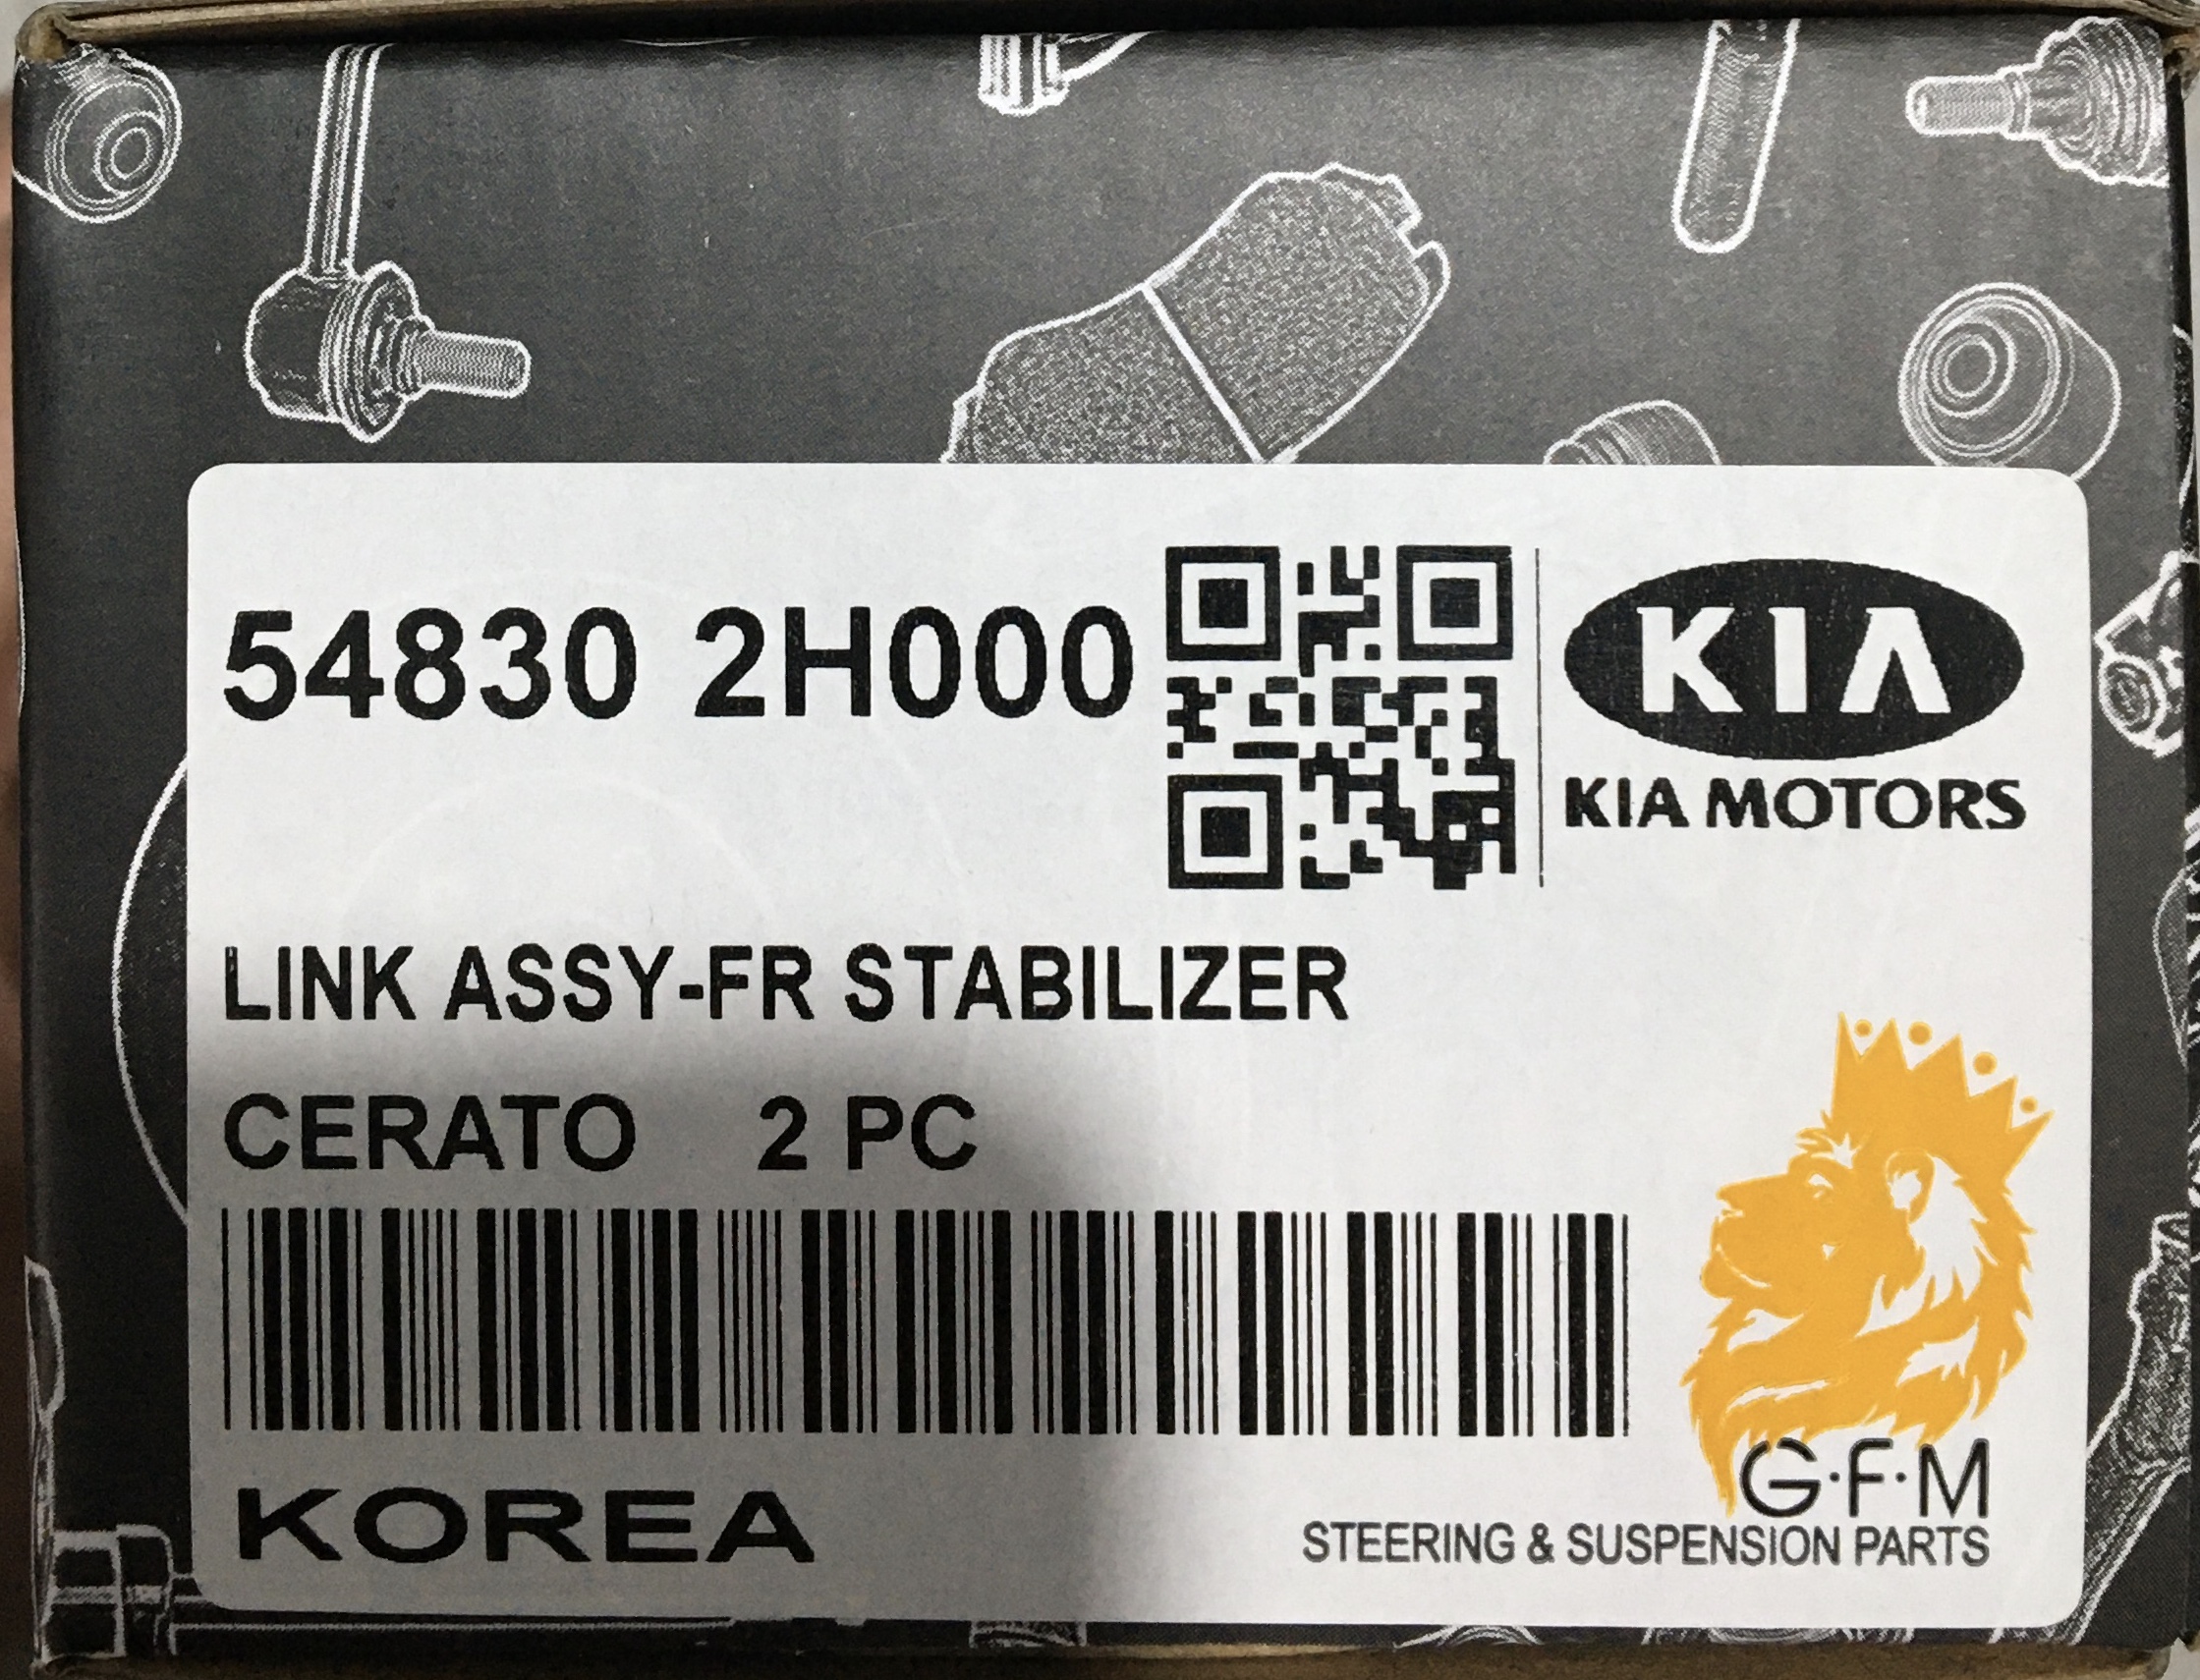 54830 2H000
KIA
KIA MOTORS
LINK ASSY-FR STABILIZER
CERATO 2 PC
KOREA
G·F·M
STEERING & SUSPENSION PARTS